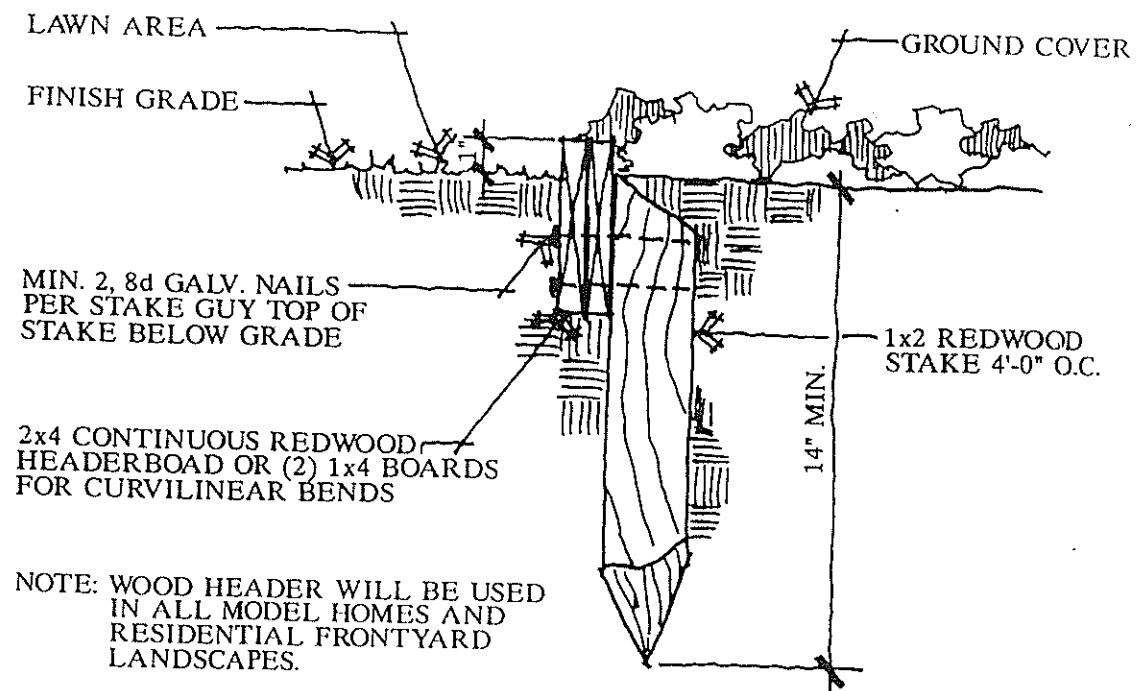 LAWN AREA
GROUND COVER
FINISH GRADE
1"
MIN. 2, 8d GALV. NAILS
PER STAKE GUY TOP OF
STAKE BELOW GRADE
1x2 REDWOOD
STAKE 4'-0" O.C.
14" MIN.
2x4 CONTINUOUS REDWOOD
HEADERBOAD OR (2) 1x4 BOARDS
FOR CURVILINEAR BENDS
NOTE: WOOD HEADER WILL BE USED
IN ALL MODEL HOMES AND
RESIDENTIAL FRONTYARD
LANDSCAPES.